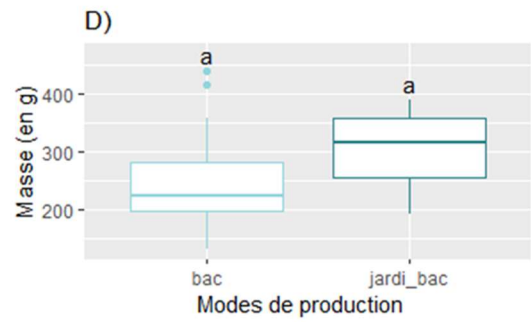 D)
a
a
Masse (en g)
400
300
200
bac
jardi_bac
Modes de production